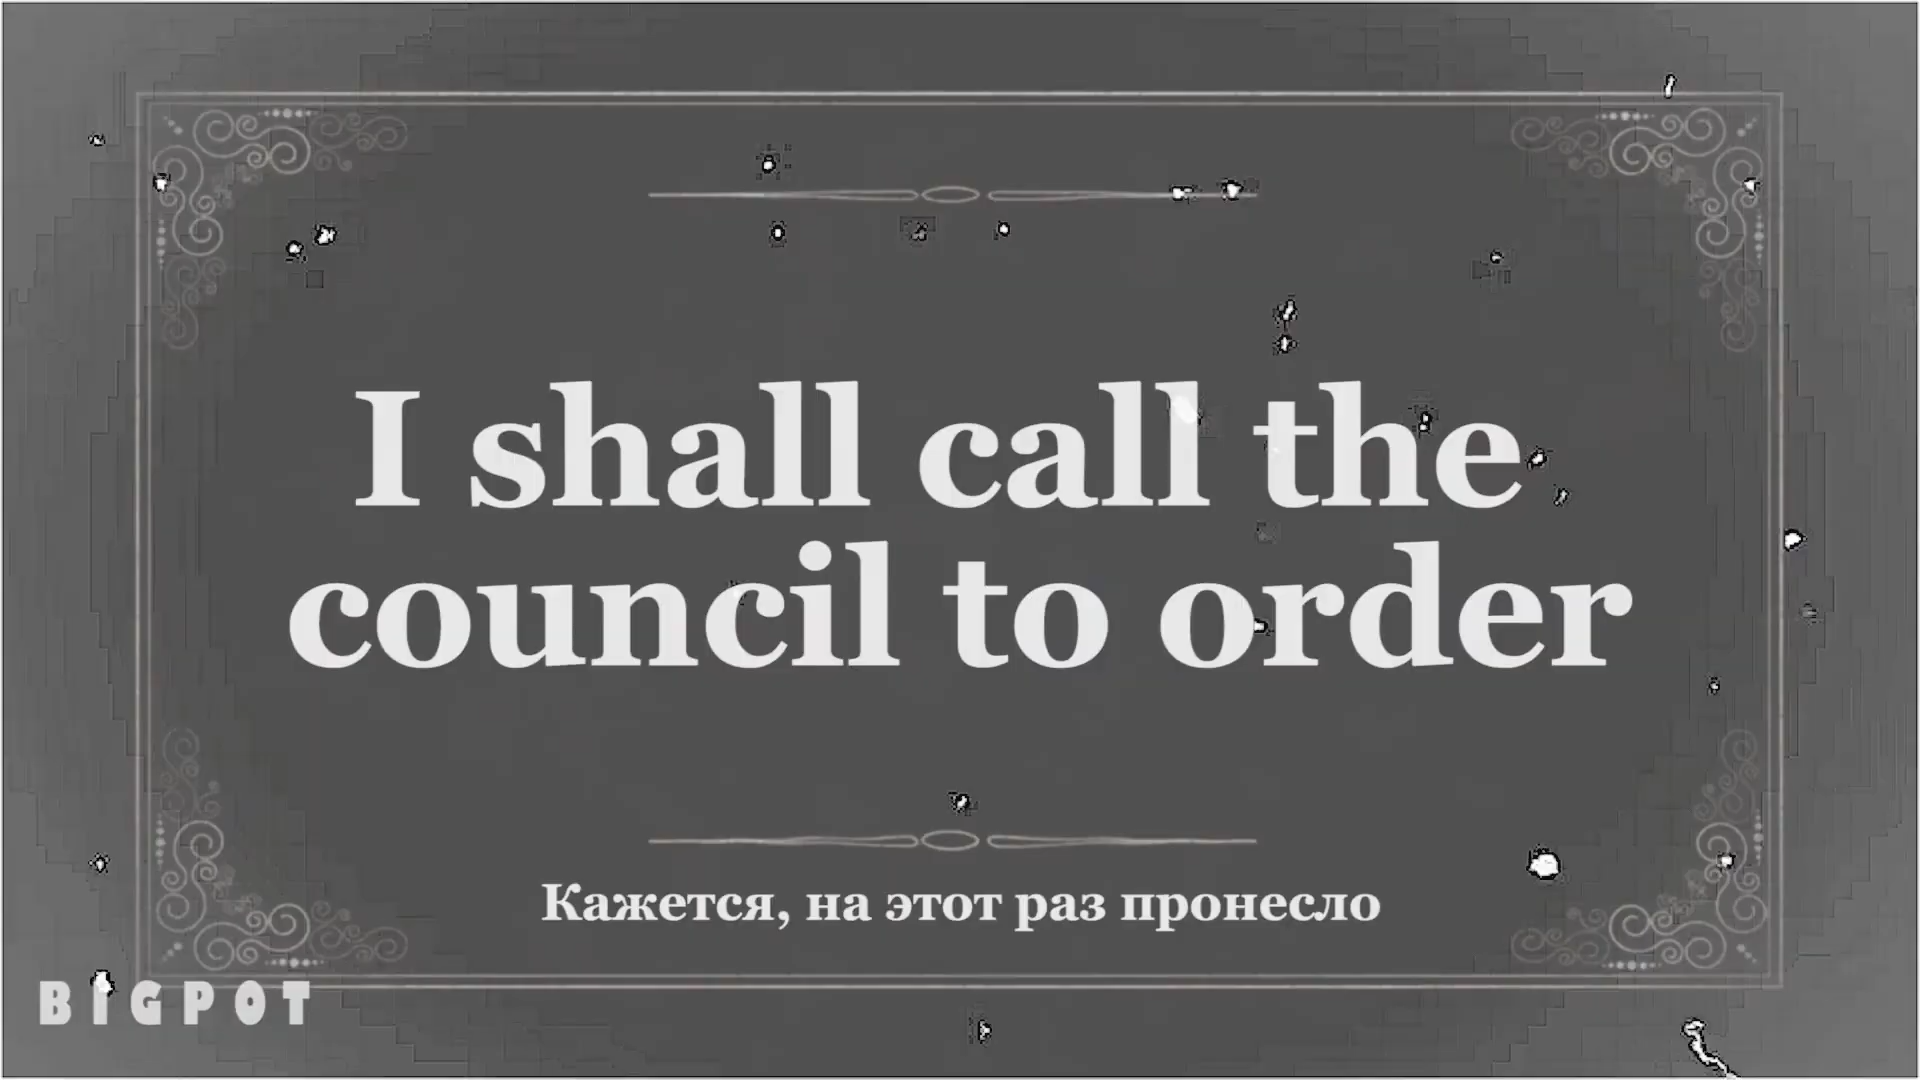 I shall call the
council to order
Кажется, на этот раз пронесло
BIGPOT